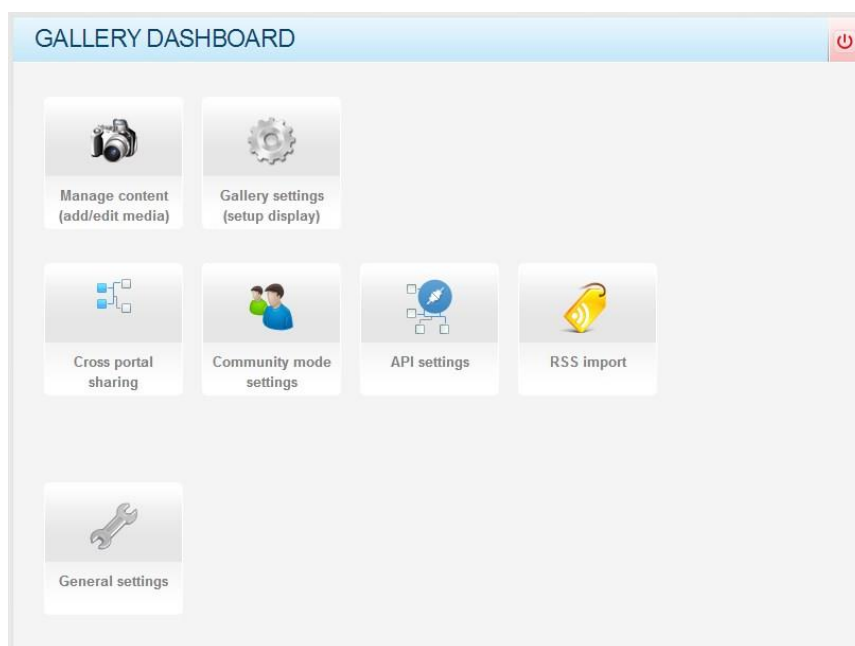 GALLERY DASHBOARD
Manage content
(add/edit media)
Gallery settings
(setup display)
Cross portal
sharing
Community mode
settings
API settings
RSS import
General settings